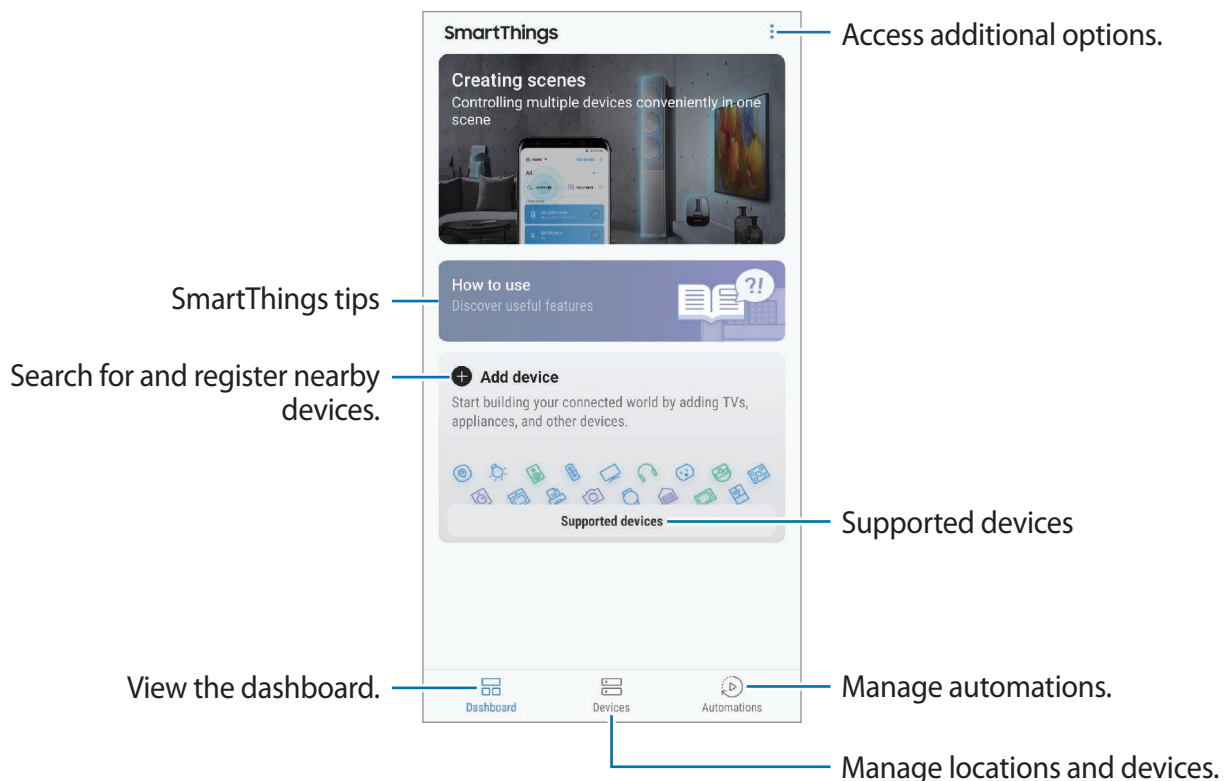 SmartThings
Access additional options.
Creating scenes
Controlling multiple devices conveniently in one
scene
All
SmartThings tips
How to use
Discover useful features
?!
Search for and register nearby
devices.
Add device
Start building your connected world by adding TVs,
appliances, and other devices.
Supported devices
Supported devices
View the dashboard.
Dashboard
Devices
Automations
Manage automations.
Manage locations and devices.